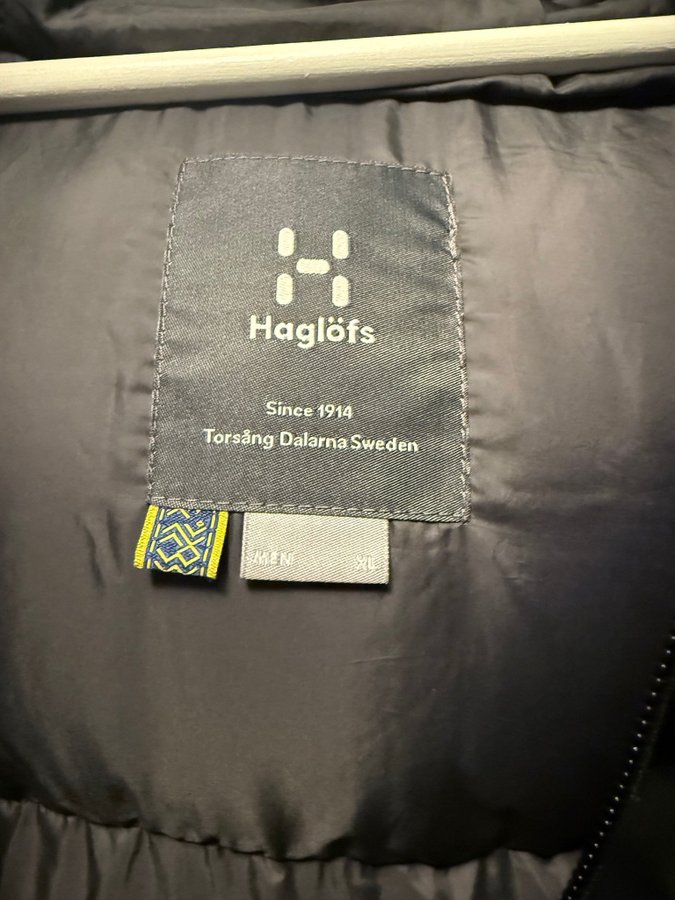 Haglöfs
Since 1914
Torsång Dalarna Sweden
MEN XL